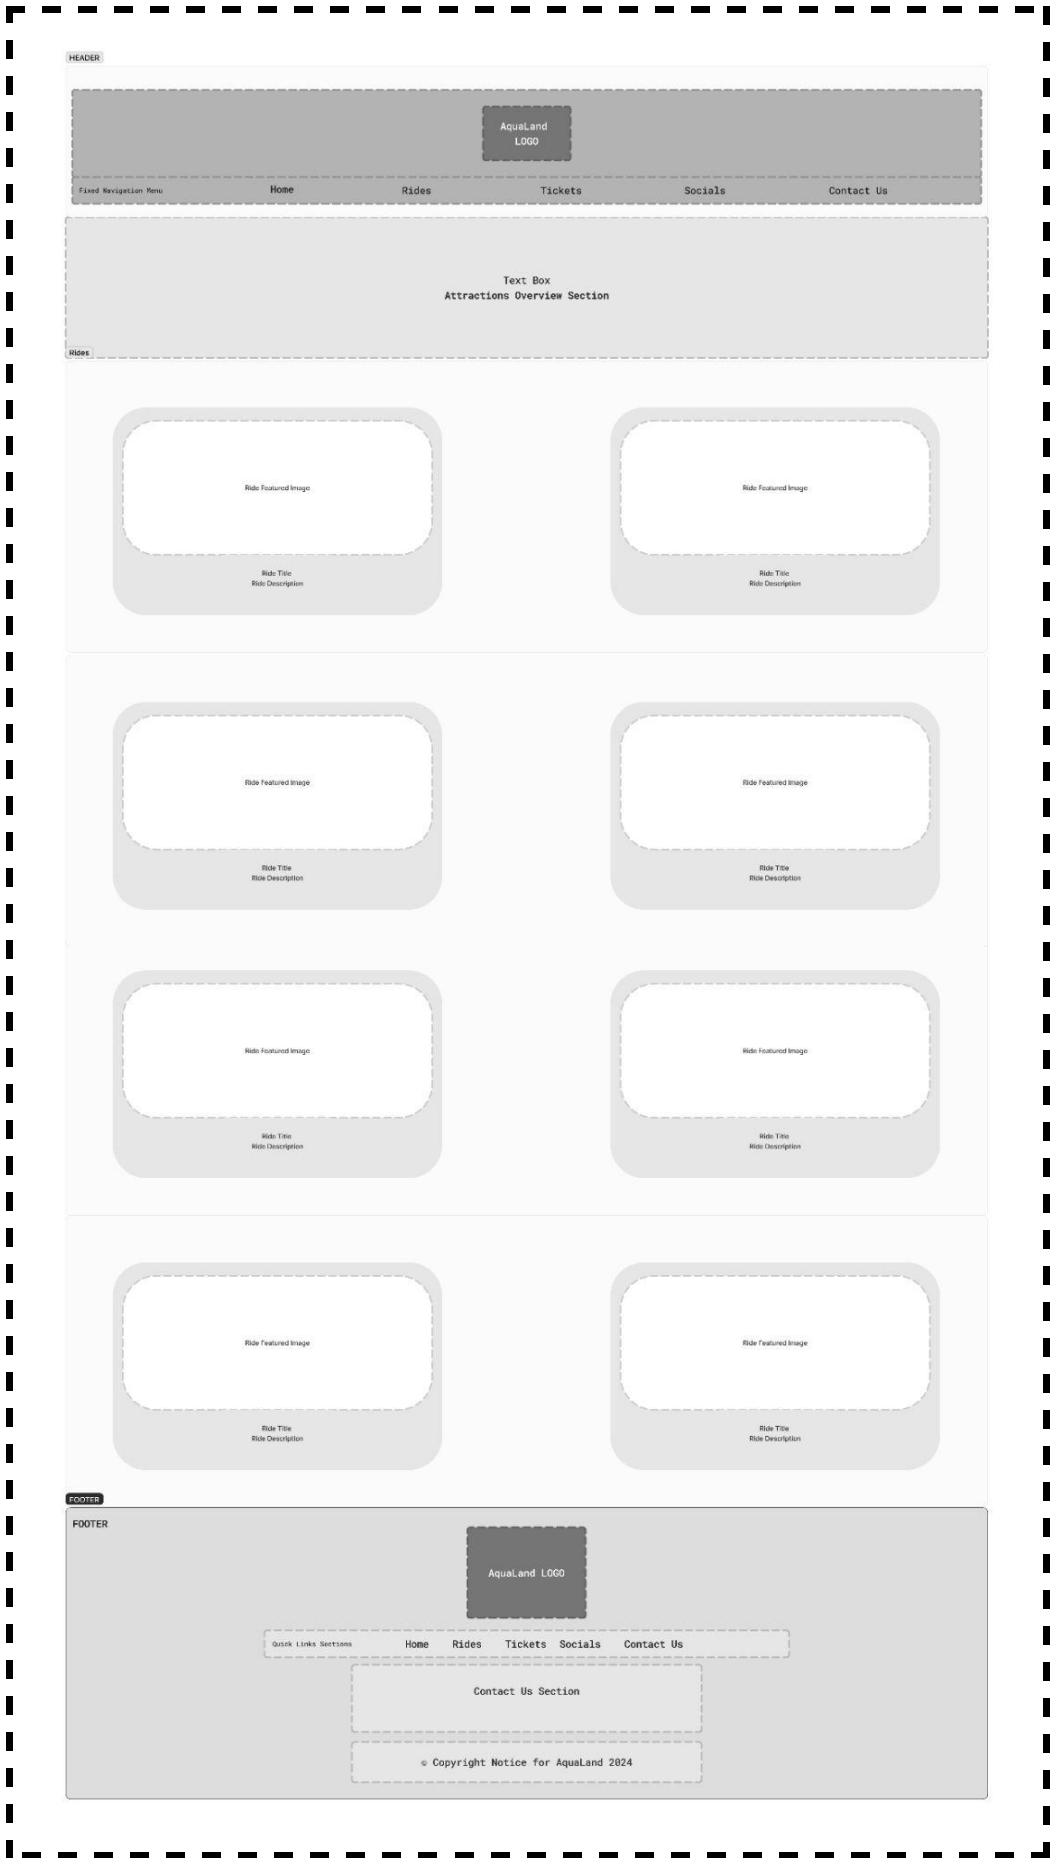 HEADER
AquaLand
LOGO
Fixed Navigation Menu Home Rides Tickets Socials Contact Us
Text Box
Attractions Overview Section
Rides
Ride Featured Image Ride Featured Image
Ride Title Ride Title
Ride Description Ride Description
Ride Featured Image Ride Featured Image
Ride Title Ride Title
Ride Description Ride Description
Ride Featured Image Ride Featured Image
Ride Title Ride Title
Ride Description Ride Description
Ride Featured Image Ride Featured Image
Ride Title Ride Title
Ride Description Ride Description
FOOTER
FOOTER
AquaLand LOGO
Quick Links Sections Home Rides Tickets Socials Contact Us
Contact Us Section
© Copyright Notice for AquaLand 2024